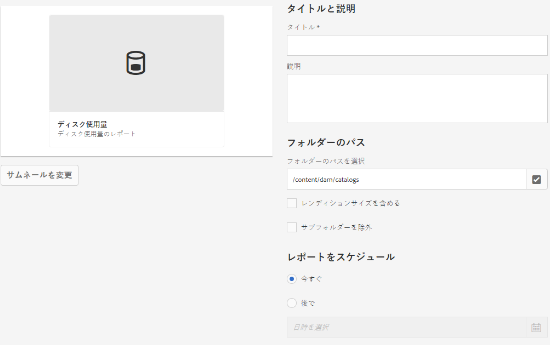 ディスク使用量
ディスク使用量のレポート
サムネールを変更
タイトルと説明
タイトル *
説明
フォルダーのパス
フォルダーのパスを選択
/content/dam/catalogs
レンディションサイズを含める
サブフォルダーを除外
レポートをスケジュール
今すぐ
後で
日時を選択